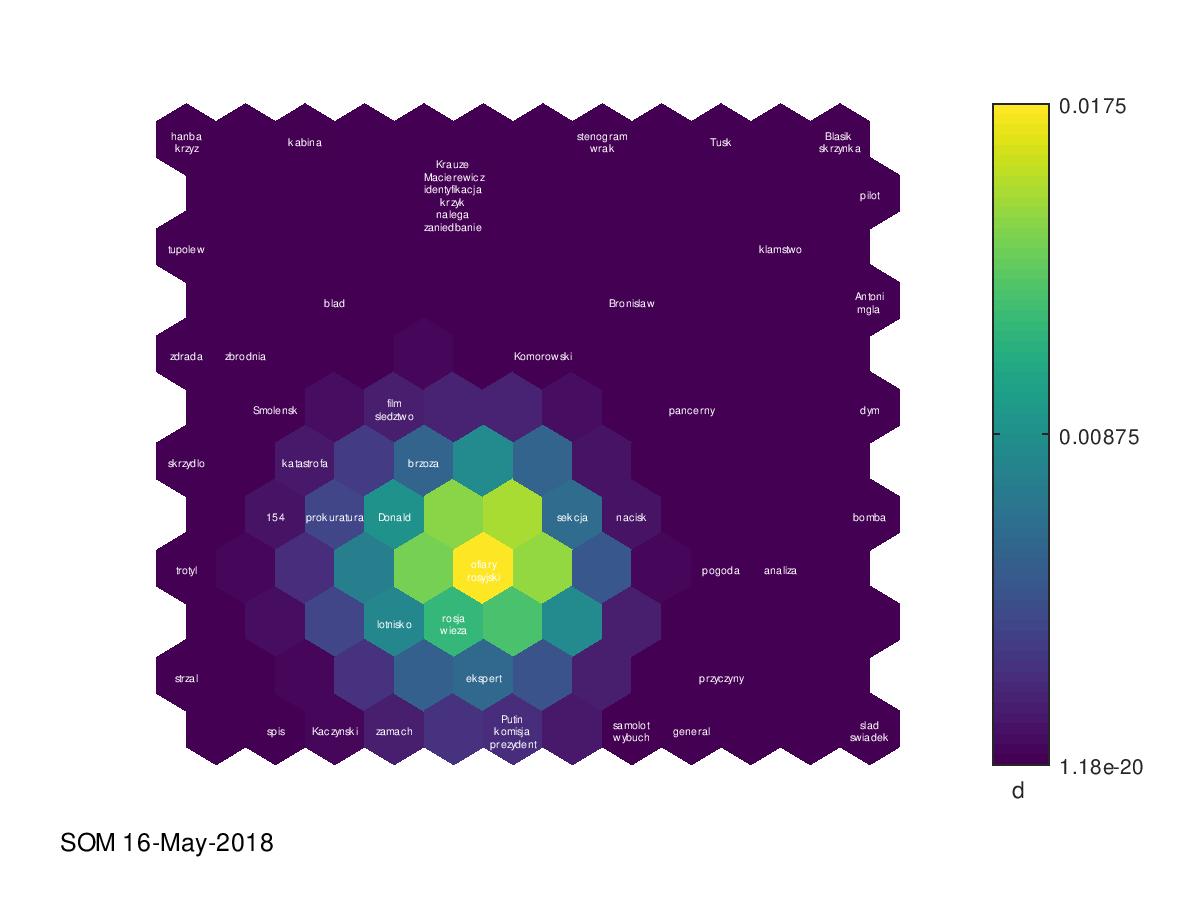 hanba
krzyz
kabina
stenogram
wrak
Tusk
Blasik
skrzynka
Krauze
Macierewicz
identyfikacja
krzyk
nalega
zaniedbanie
pilot
tupolew
klamstwo
blad
Bronislaw
Antoni
mgla
zdrada
zbrodnia
Komorowski
Smolensk
film
sledztwo
pancerny
dym
skrzydlo
katastrofa
brzoza
154
prokuratura
Donald
sekcja
nacisk
bomba
trotyl
ofiary
rosyjski
pogoda
analiza
lotnisko
rosja
wieza
strzal
ekspert
przyczyny
spis
Kaczynski
zamach
Putin
komisja
prezydent
samolot
wybuch
general
slad
swiadek
0.0175
0.00875
1.18e-20
d
SOM 16-May-2018